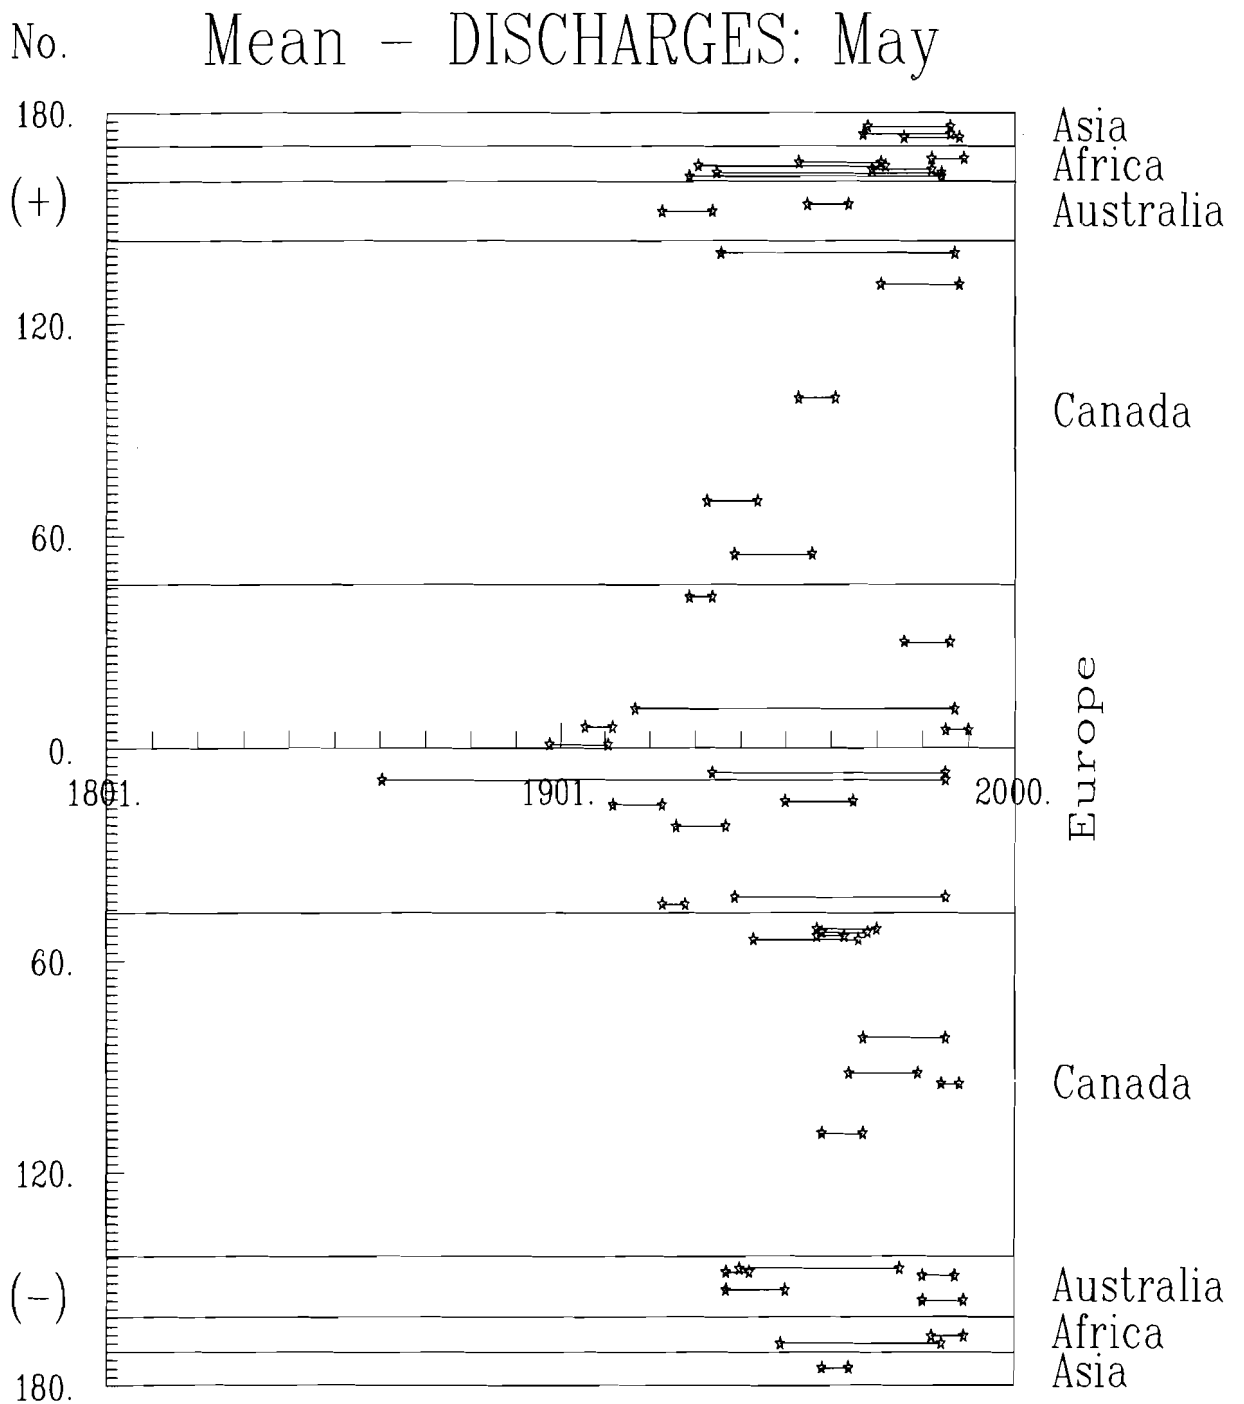 No. Mean - DISCHARGES: May
180. Asia
Africa
(+) Australia
120.
Canada
60.
Europe
0.
1801. 1901. 2000.
60.
Canada
120.
(-) Australia
Africa
180. Asia